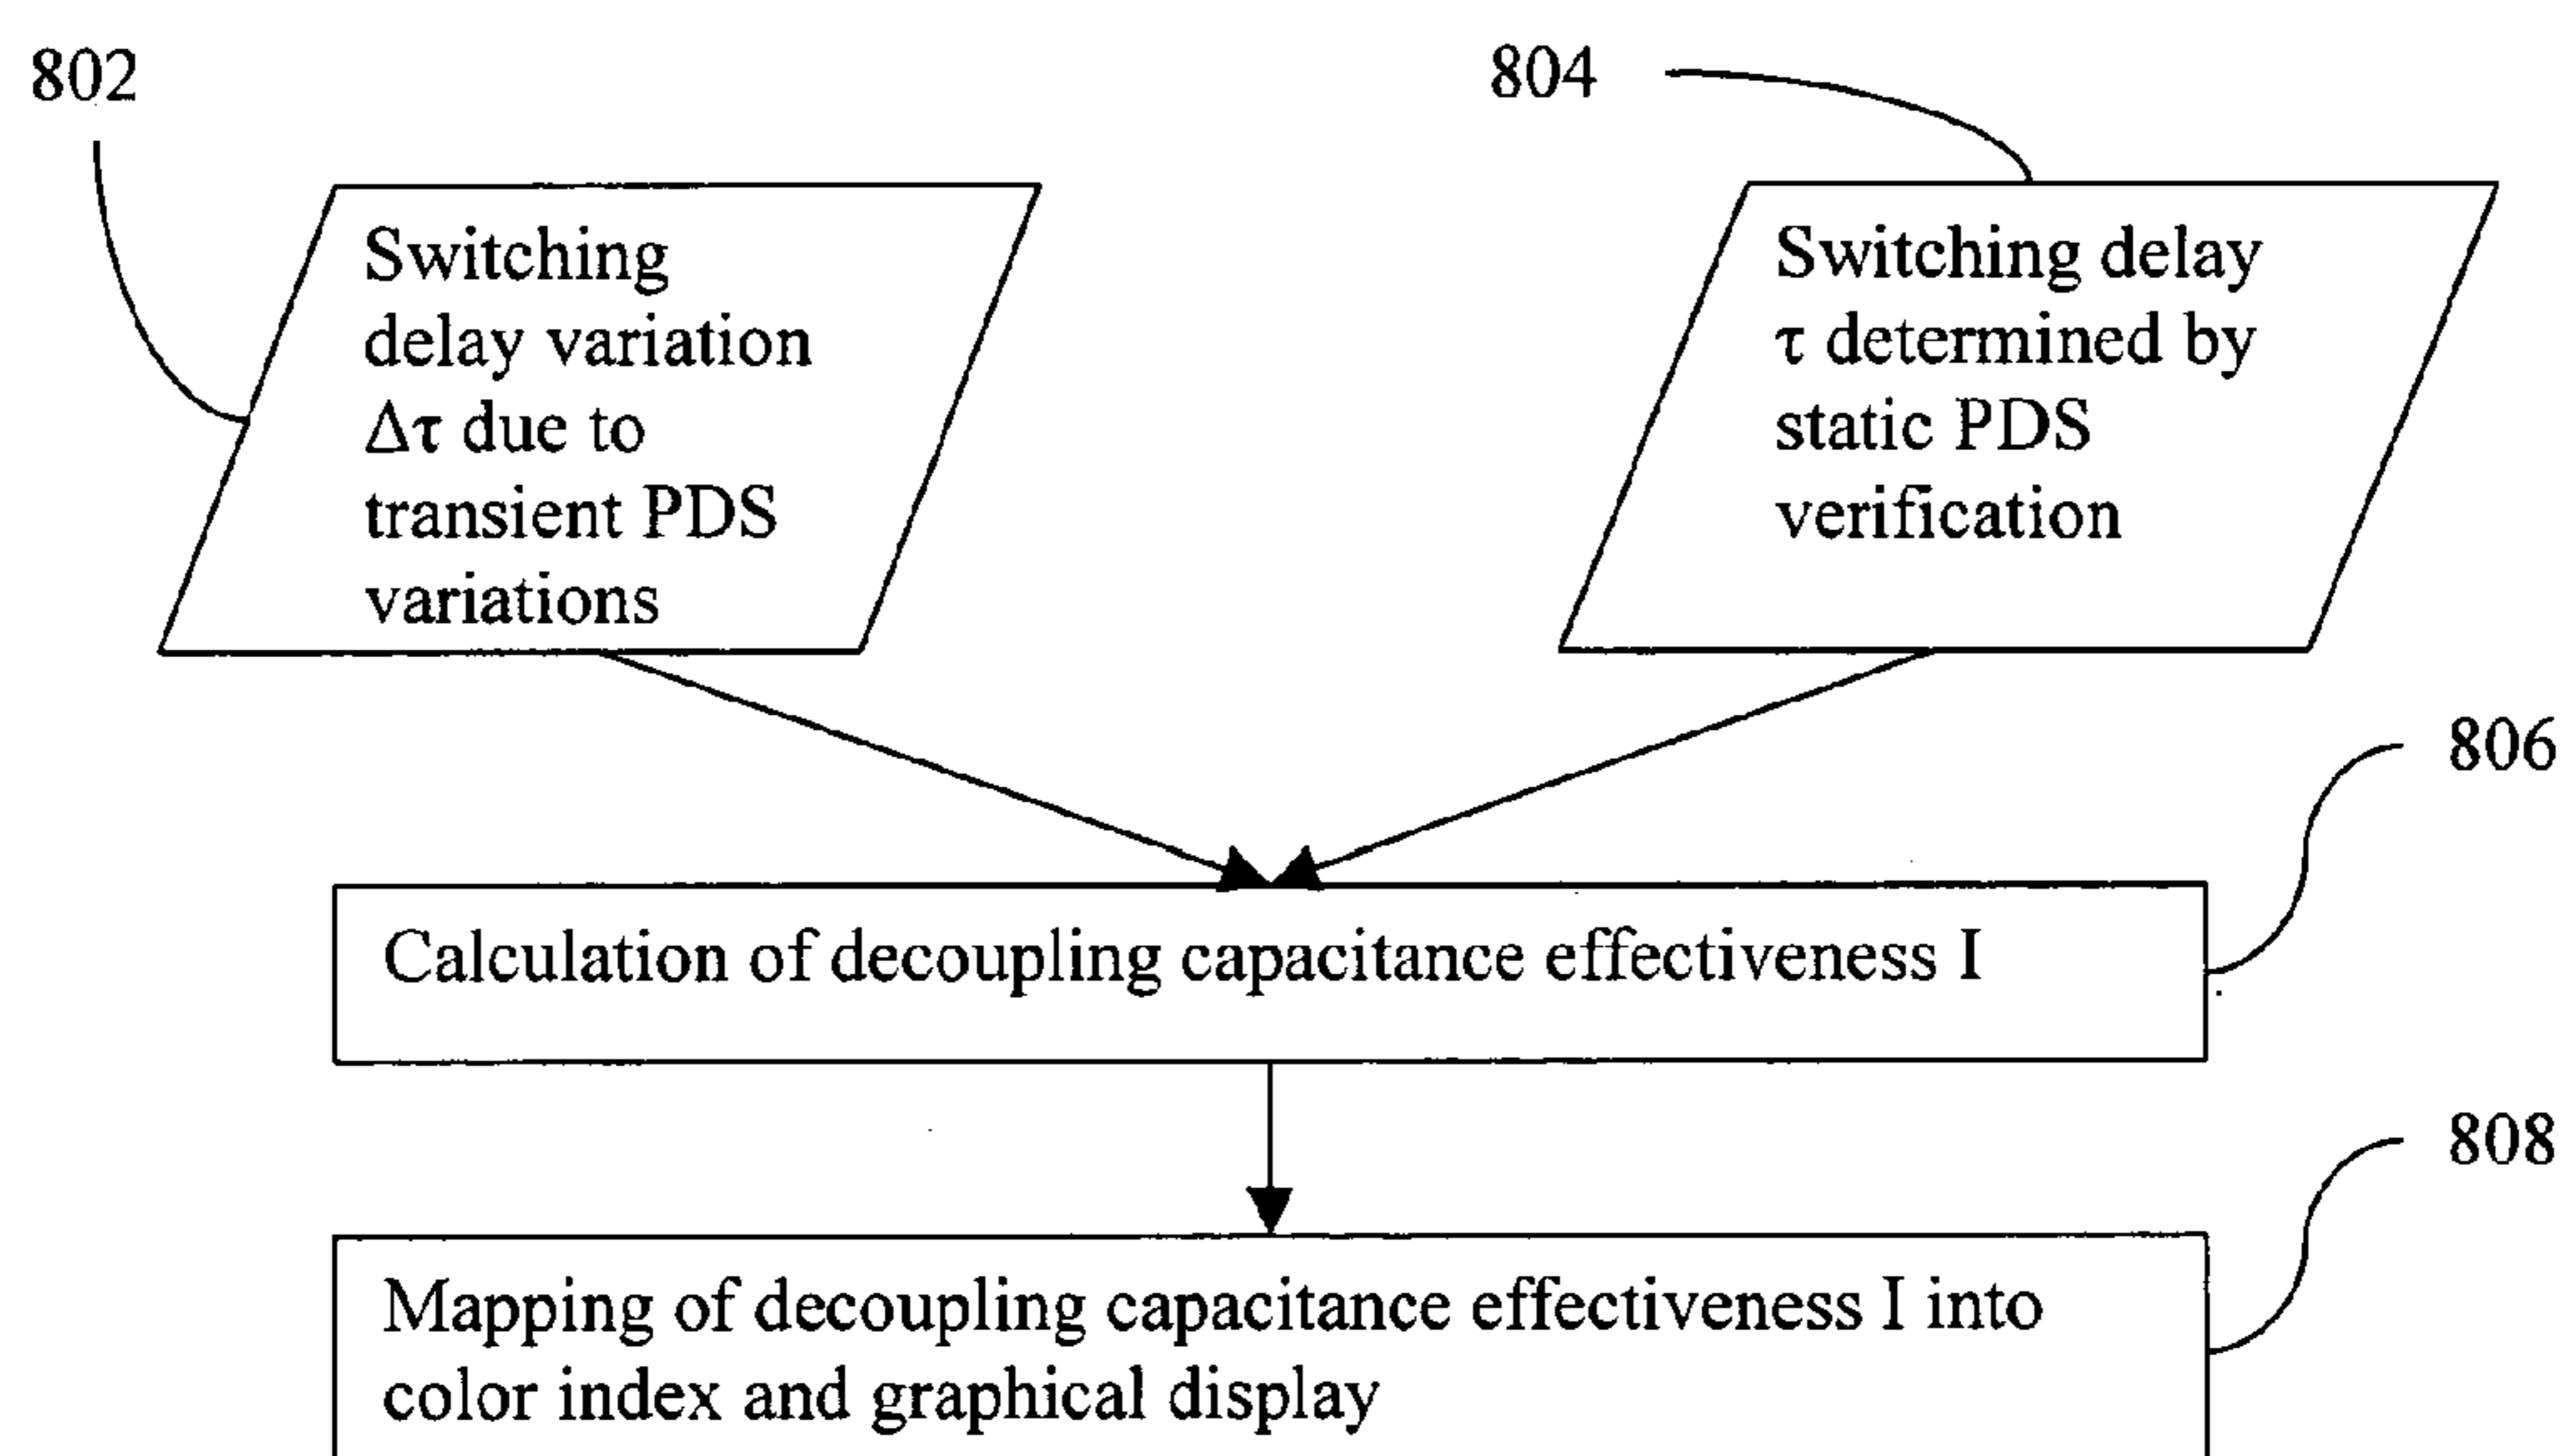 802
804
Switching
delay variation
Δτ due to
transient PDS
variations
Switching delay
τ determined by
static PDS
verification
806
Calculation of decoupling capacitance effectiveness I
808
Mapping of decoupling capacitance effectiveness I into
color index and graphical display